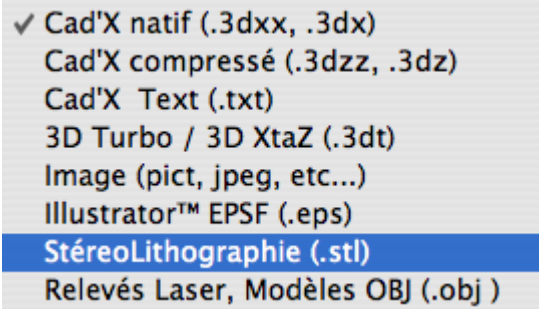 ✓ Cad'X natif (.3dxx, .3dx)
Cad'X compressé (.3dzz, .3dz)
Cad'X  Text (.txt)
3D Turbo / 3D XtaZ (.3dt)
Image (pict, jpeg, etc...)
Illustrator™ EPSF (.eps)
StéreoLithographie (.stl)
Relevés Laser, Modèles OBJ (.obj )